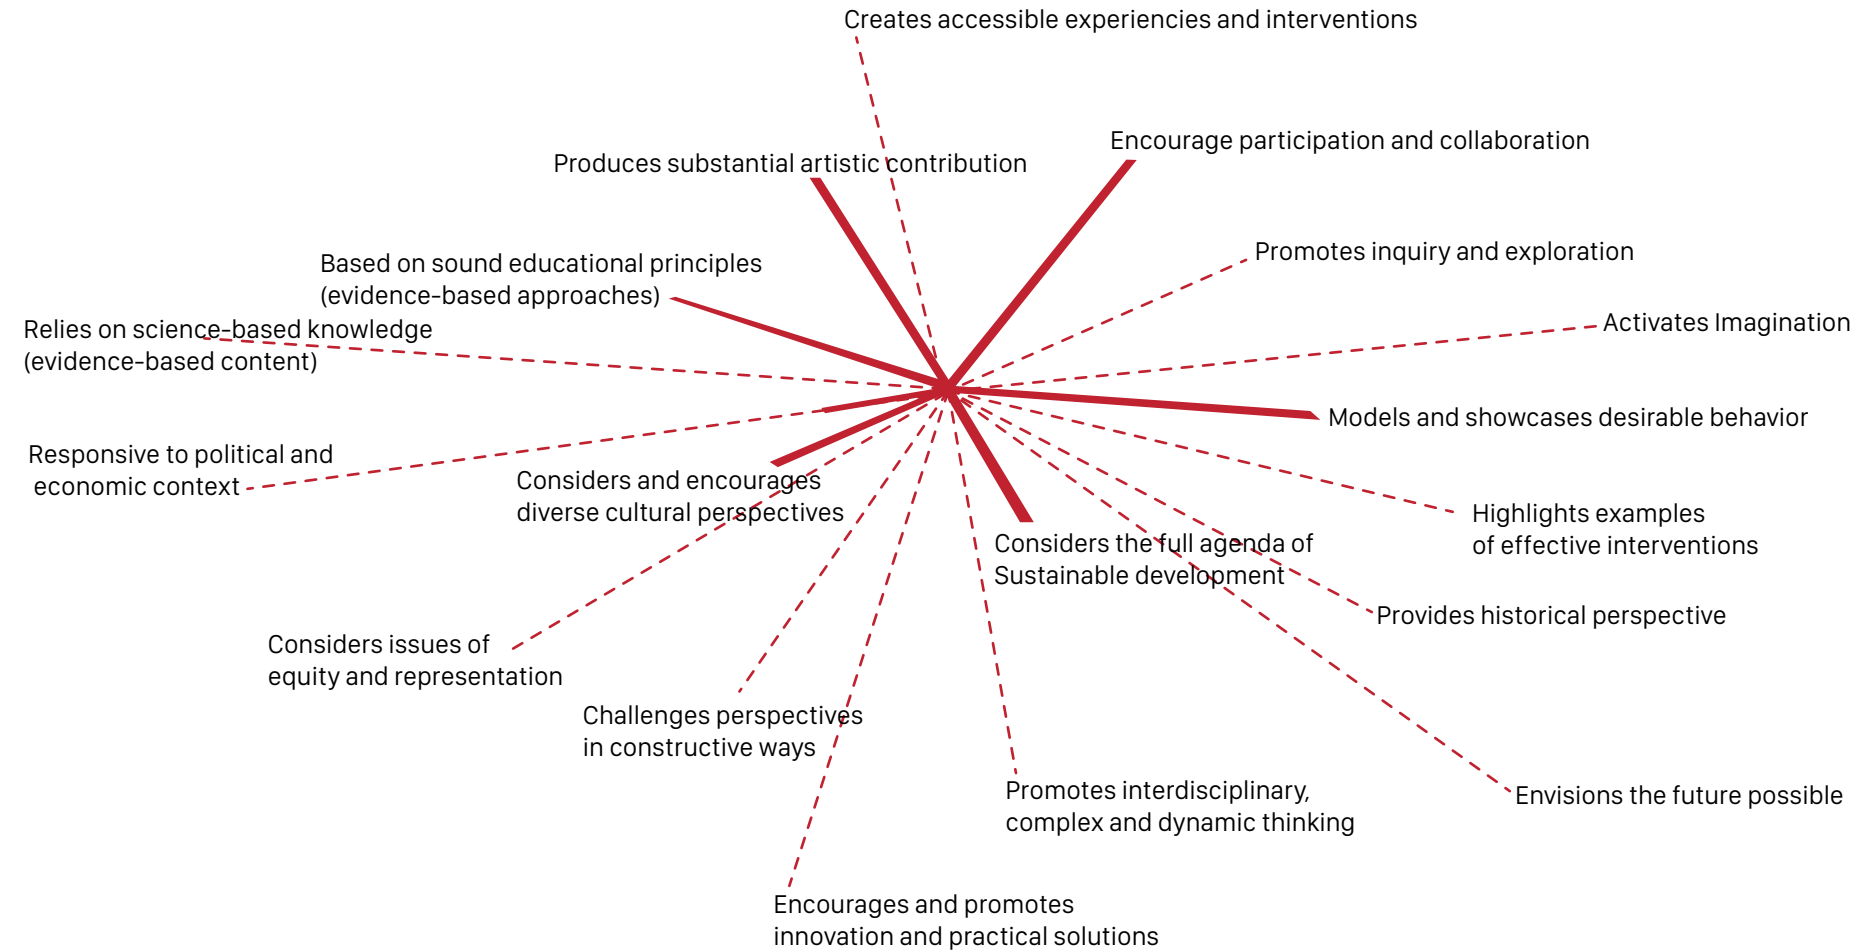 Creates accessible experiencies and interventions
Encourage participation and collaboration
Produces substantial artistic contribution
Promotes inquiry and exploration
Based on sound educational principles
(evidence-based approaches)
Activates Imagination
Relies on science-based knowledge
(evidence-based content)
Models and showcases desirable behavior
Responsive to political and
economic context
Considers and encourages
diverse cultural perspectives
Highlights examples
of effective interventions
Considers the full agenda of
Sustainable development
Provides historical perspective
Considers issues of
equity and representation
Challenges perspectives
in constructive ways
Promotes interdisciplinary,
complex and dynamic thinking
Envisions the future possible
Encourages and promotes
innovation and practical solutions